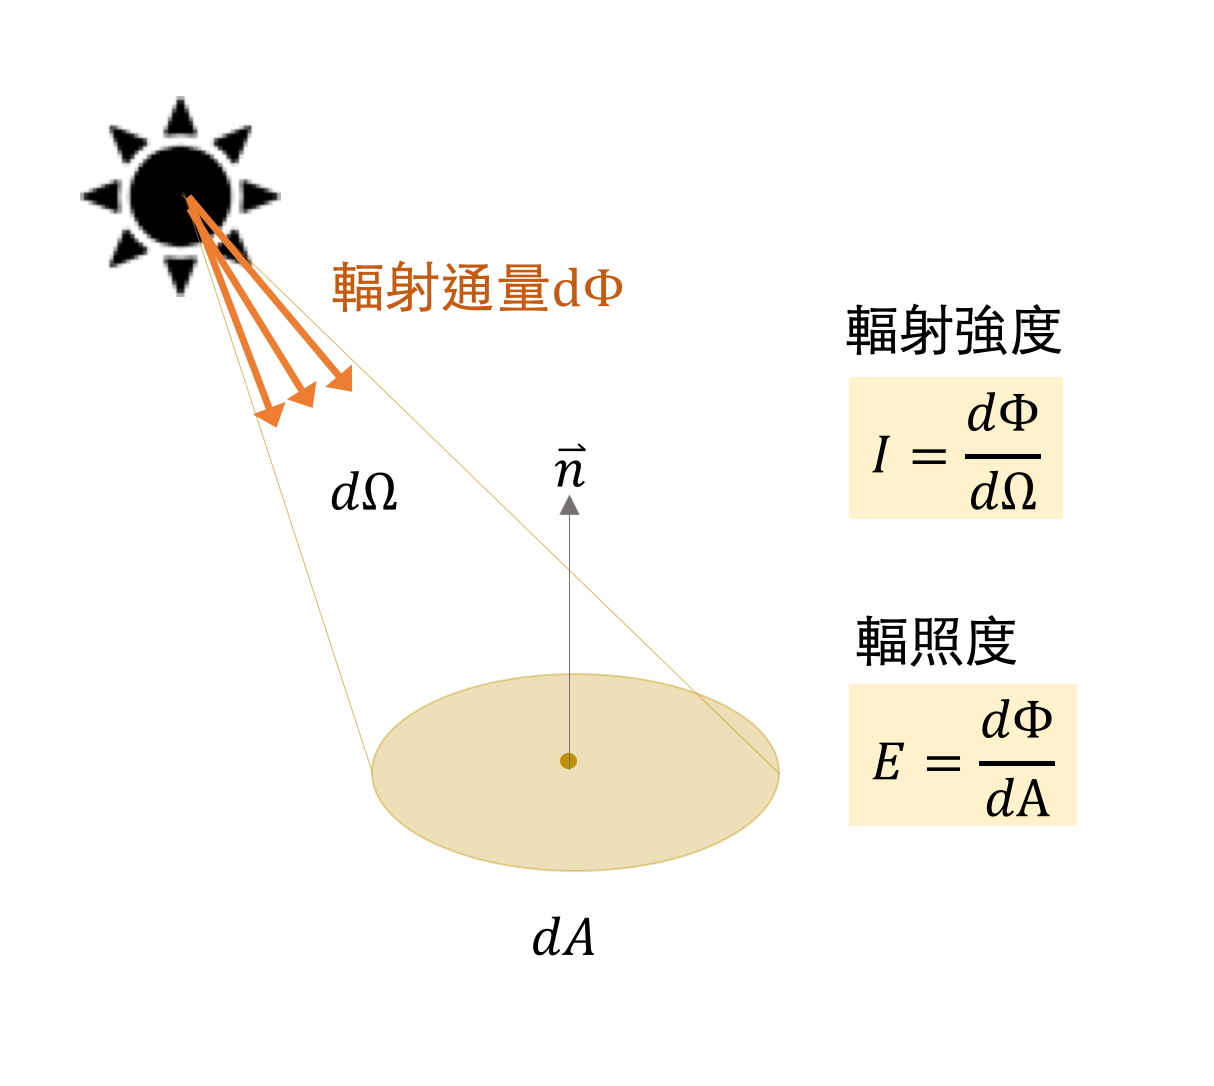 輻射通量dΦ
輻射強度
I = dΦ/dΩ
dΩ
n⃗
輻照度
E = dΦ/dA
dA